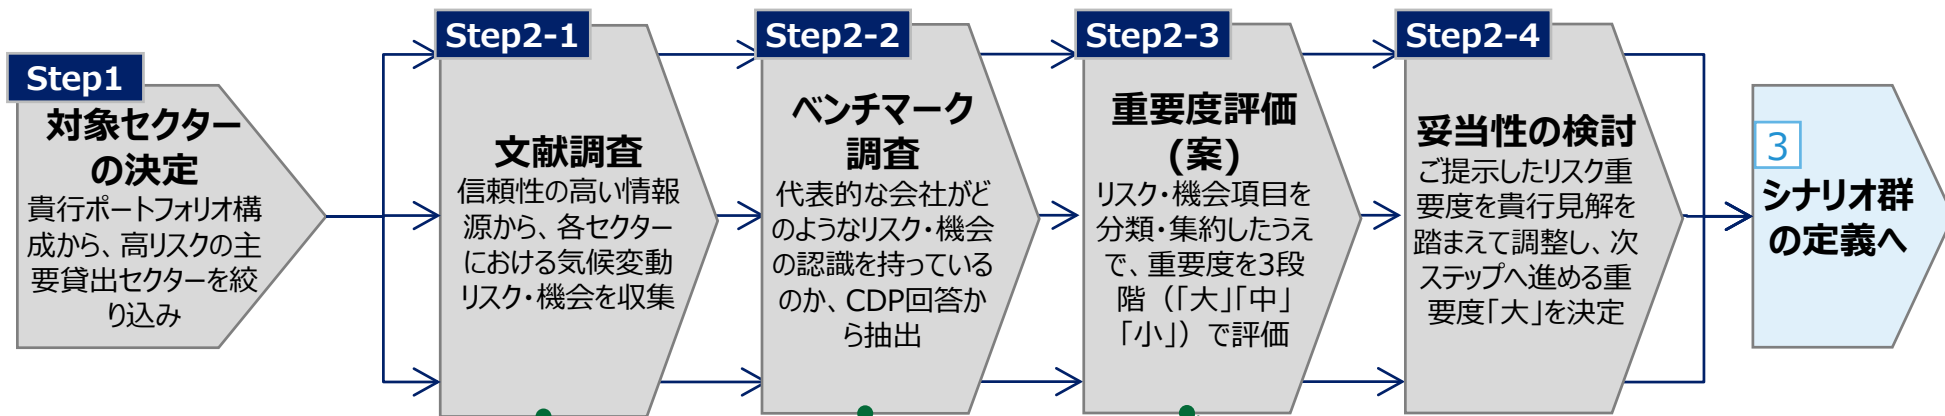 Step1
対象セクター
の決定
貴行ポートフォリオ構
成から、高リスクの主
要貸出セクターを絞
り込み
Step2-1
文献調査
信頼性の高い情報
源から、各セクター
における気候変動
リスク・機会を収集
Step2-2
ベンチマーク
調査
代表的な会社がど
のようなリスク・機会
の認識を持っている
のか、CDP回答か
ら抽出
Step2-3
重要度評価
(案)
リスク・機会項目を
分類・集約したうえ
で、重要度を3段
階（「大」「中」
「小」）で評価
Step2-4
妥当性の検討
ご提示したリスク重
要度を貴行見解を
踏まえて調整し、次
ステップへ進める重
要度「大」を決定
3
シナリオ群
の定義へ